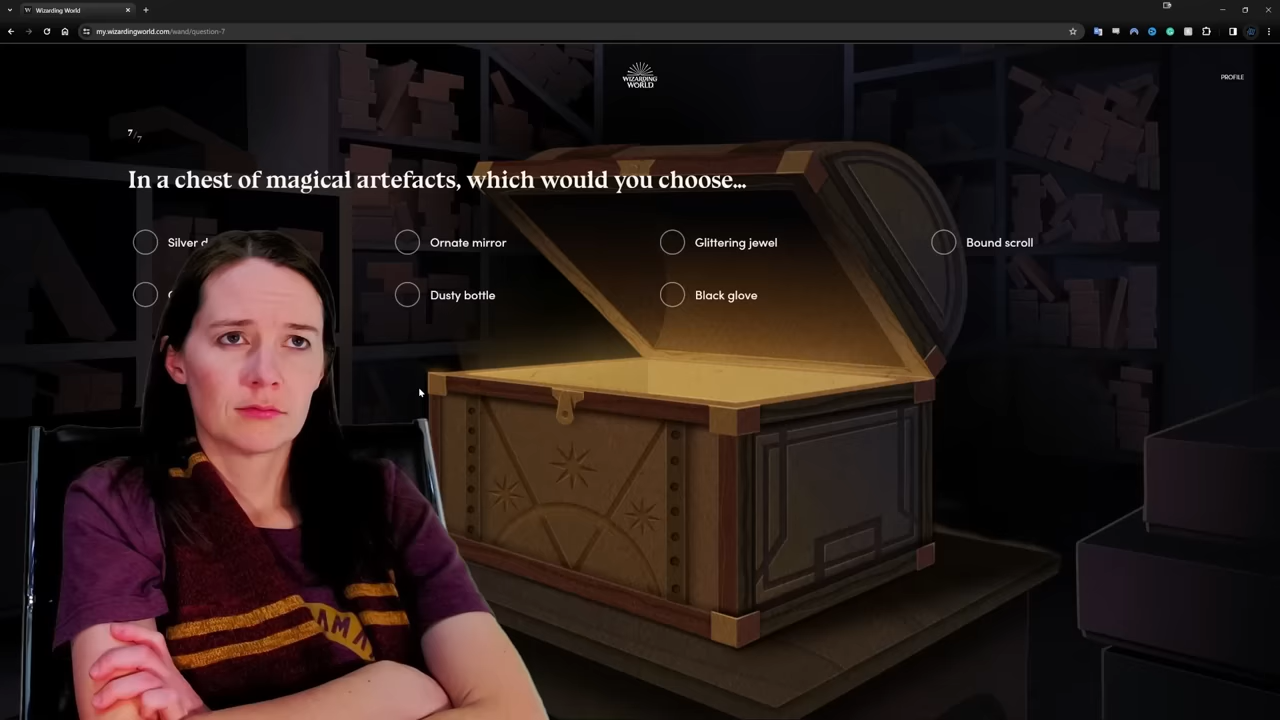 Wizarding World
my.wizardingworld.com/wand/question-7
WIZARDING
WORLD
PROFILE
7/7
In a chest of magical artefacts, which would you choose...
Silver
Ornate mirror
Glittering jewel
Bound scroll
Dusty bottle
Black glove